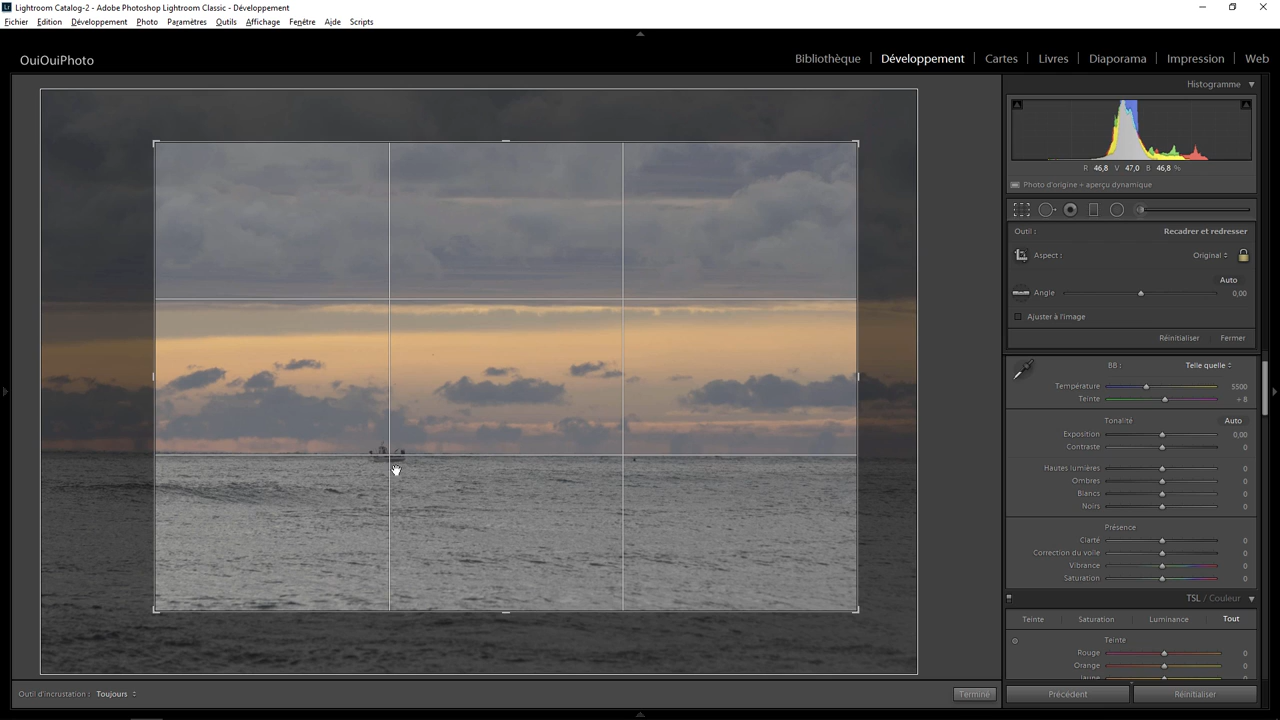 Lightroom Catalog-2 - Adobe Photoshop Lightroom Classic - Développement
Fichier Edition Développement Photo Paramètres Outils Affichage Fenêtre Aide Scripts
OuiOuiPhoto
Bibliothèque | Développement | Cartes | Livres | Diaporama | Impression | Web
Histogramme
R 46,8 V 47,0 B 46,8 %
Photo d'origine + aperçu dynamique
Outil : Recadrer et redresser
Aspect : Original
Auto
Angle 0,00
Ajuster à l'image
Réinitialiser Fermer
BB : Telle quelle
Température 5500
Teinte + 8
Tonalité Auto
Exposition 0,00
Contraste 0
Hautes lumières 0
Ombres 0
Blancs 0
Noirs 0
Présence
Clarté 0
Correction du voile 0
Vibrance 0
Saturation 0
TSL / Couleur
Teinte Saturation Luminance Tout
Teinte
Rouge 0
Orange 0
Jaune
Outil d'incrustation : Toujours
Terminé
Précédent Réinitialiser